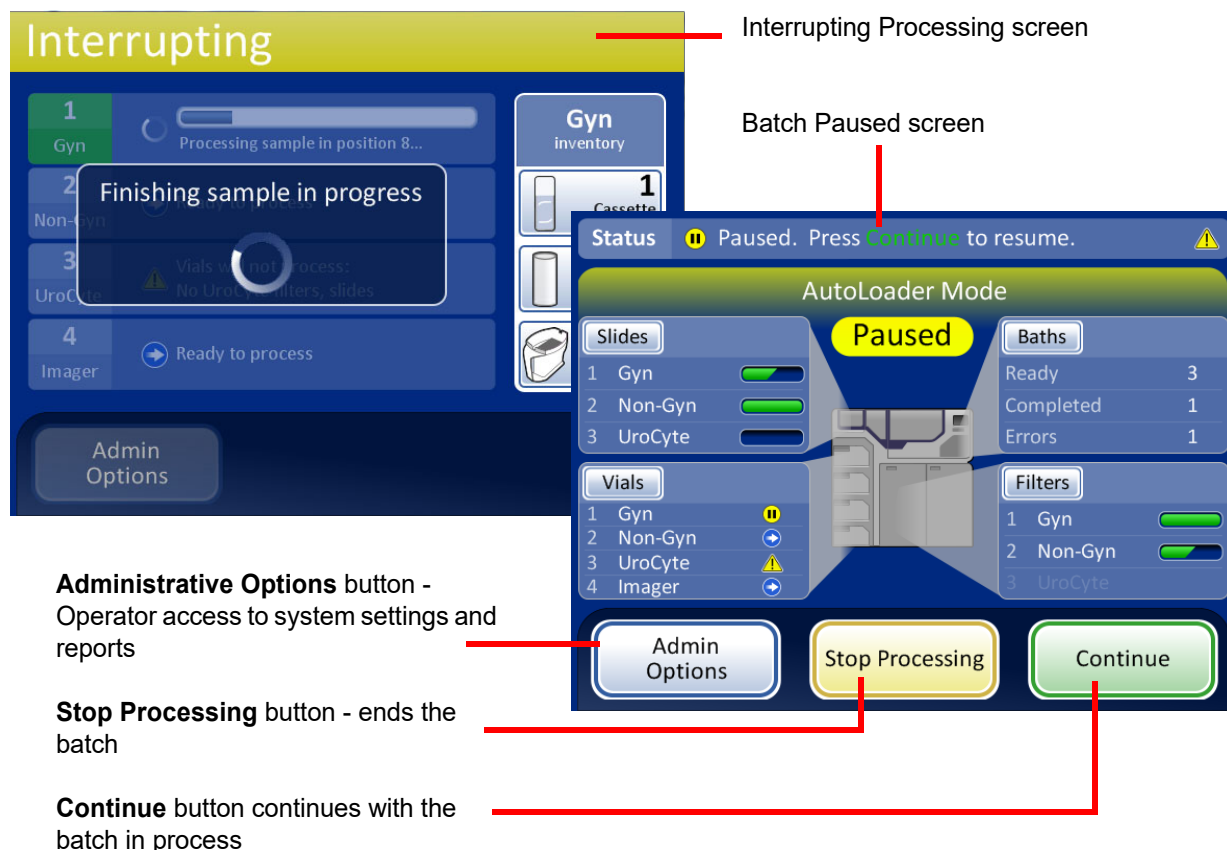 Interrupting
Interrupting Processing screen
1
Gyn
Processing sample in position 8...
Gyn
inventory
Batch Paused screen
2
Non-Gyn
Finishing sample in progress
1
Cassette
3
UroCyte
Vials will not process:
No UroCyte filters, slides
4
Imager
Ready to process
Admin
Options
Status Paused. Press Continue to resume.
AutoLoader Mode
Paused
Slides
1 Gyn
2 Non-Gyn
3 UroCyte
Baths
Ready 3
Completed 1
Errors 1
Vials
1 Gyn
2 Non-Gyn
3 UroCyte
4 Imager
Filters
1 Gyn
2 Non-Gyn
3 UroCyte
Admin
Options
Stop Processing
Continue
Administrative Options button -
Operator access to system settings and
reports
Stop Processing button - ends the
batch
Continue button continues with the
batch in process